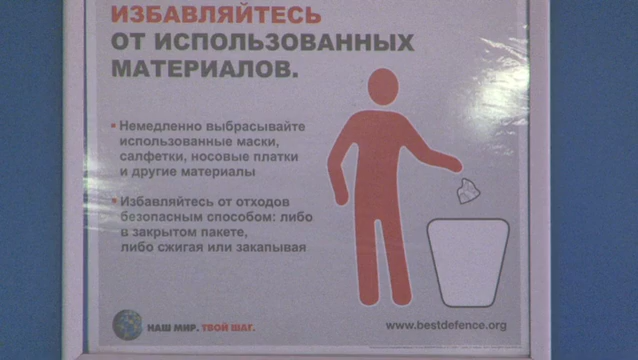 ИЗБАВЛЯЙТЕСЬ
ОТ ИСПОЛЬЗОВАННЫХ
МАТЕРИАЛОВ.
Немедленно выбрасывайте
использованные маски,
салфетки, носовые платки
и другие материалы
Избавляйтесь от отходов
безопасным способом: либо
в закрытом пакете,
либо сжигая или закапывая
НАШ МИР. ТВОЙ ШАГ.
www.bestdefence.org